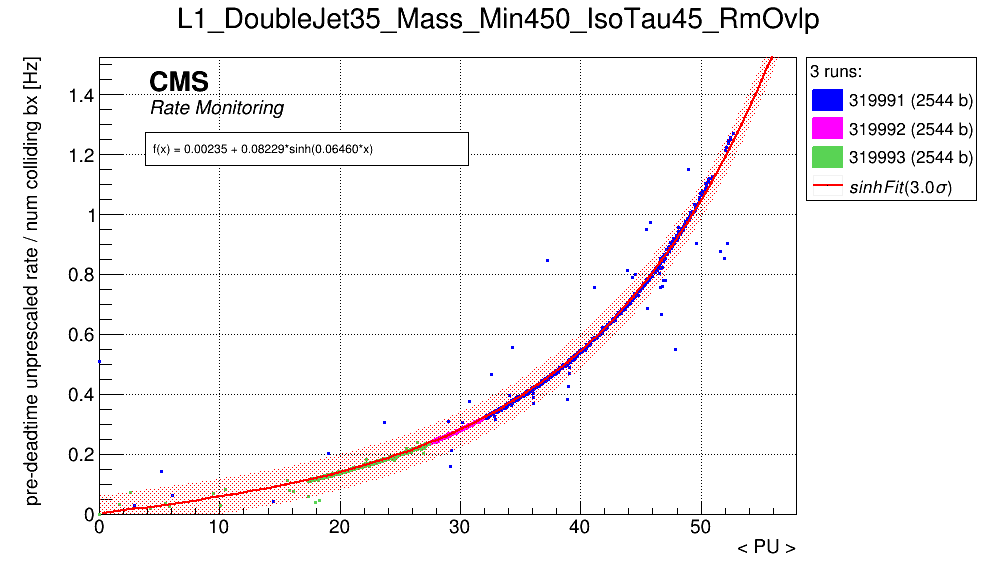 L1_DoubleJet35_Mass_Min450_IsoTau45_RmOvlp
pre-deadtime unprescaled rate / num colliding bx [Hz]
CMS
Rate Monitoring
f(x) = 0.00235 + 0.08229*sinh(0.06460*x)
3 runs:
319991 (2544 b)
319992 (2544 b)
319993 (2544 b)
sinhFit(3.0σ)
1.4
1.2
1
0.8
0.6
0.4
0.2
0
0 10 20 30 40 50
< PU >